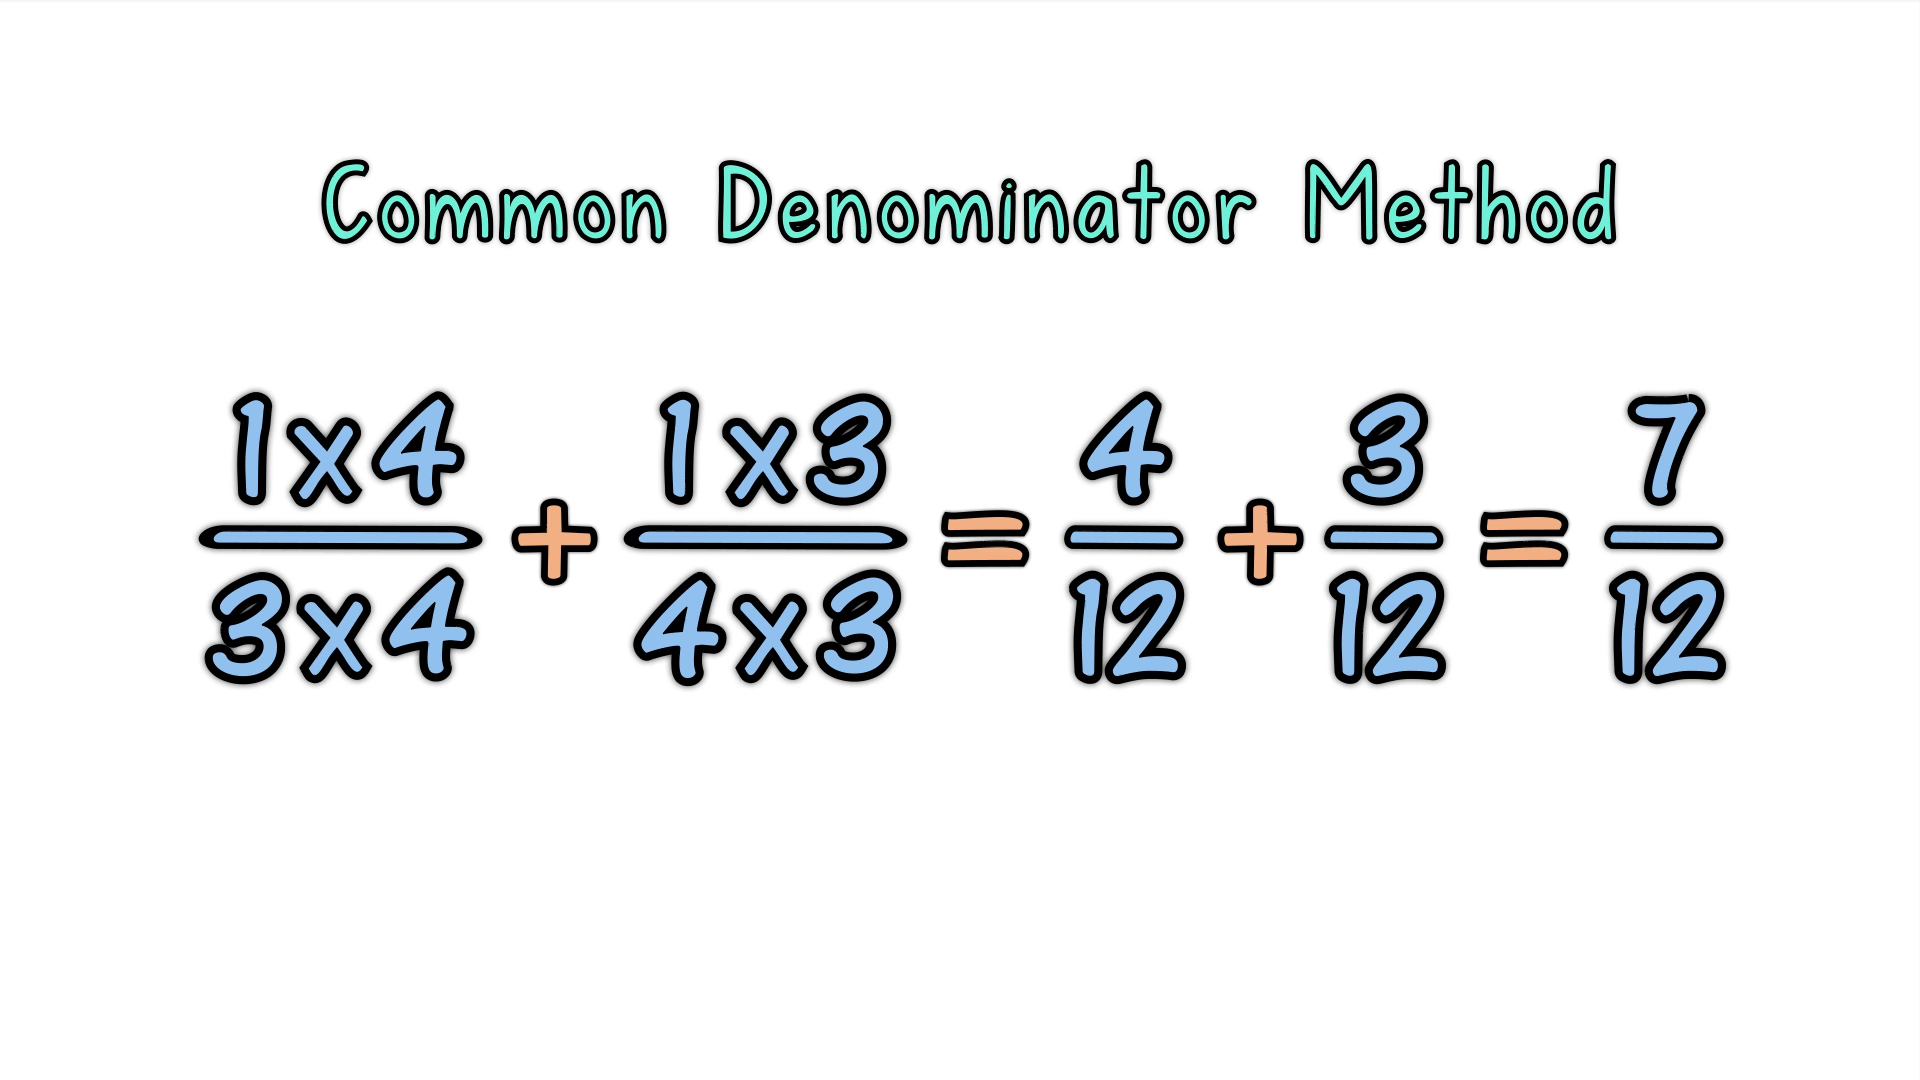 Common Denominator Method
1x4 1x3 4 3 7
+ = + =
3x4 4x3 12 12 12